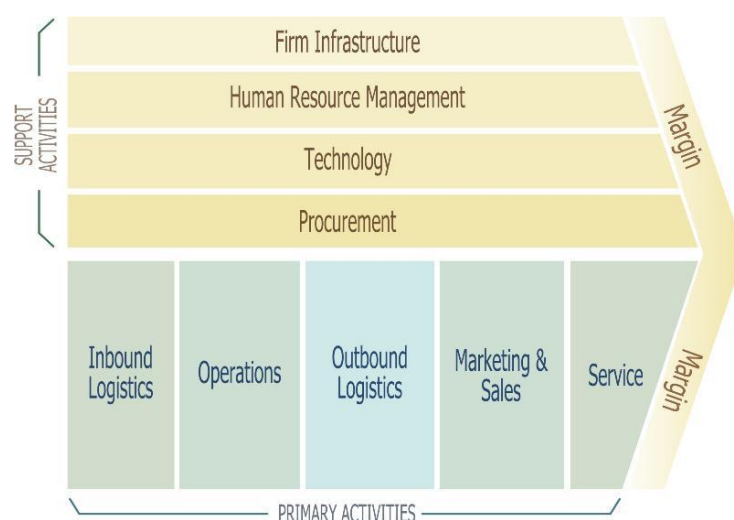 Firm Infrastructure
Human Resource Management
Technology
Procurement
SUPPORT
ACTIVITIES
Margin
Inbound
Logistics
Operations
Outbound
Logistics
Marketing &
Sales
Service
Margin
PRIMARY ACTIVITIES